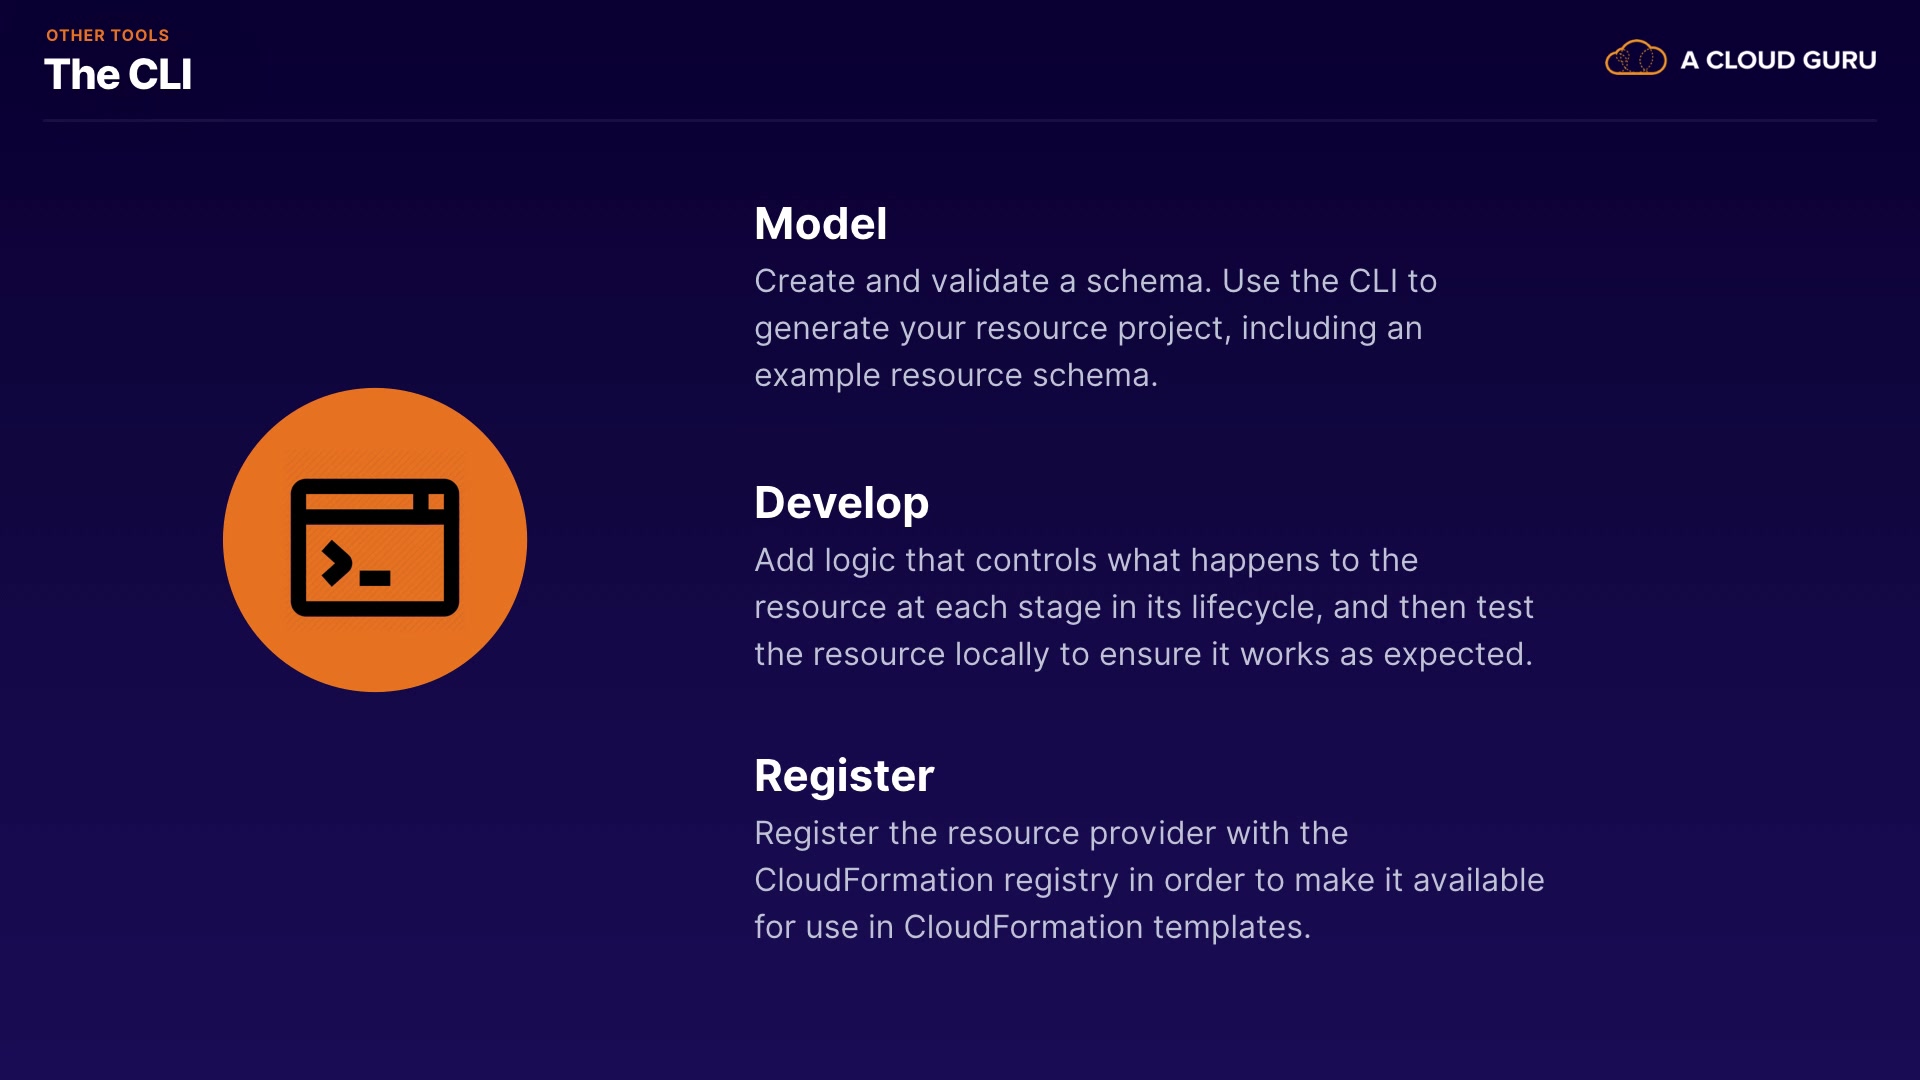 OTHER TOOLS
The CLI
A CLOUD GURU
Model
Create and validate a schema. Use the CLI to
generate your resource project, including an
example resource schema.
Develop
Add logic that controls what happens to the
resource at each stage in its lifecycle, and then test
the resource locally to ensure it works as expected.
Register
Register the resource provider with the
CloudFormation registry in order to make it available
for use in CloudFormation templates.